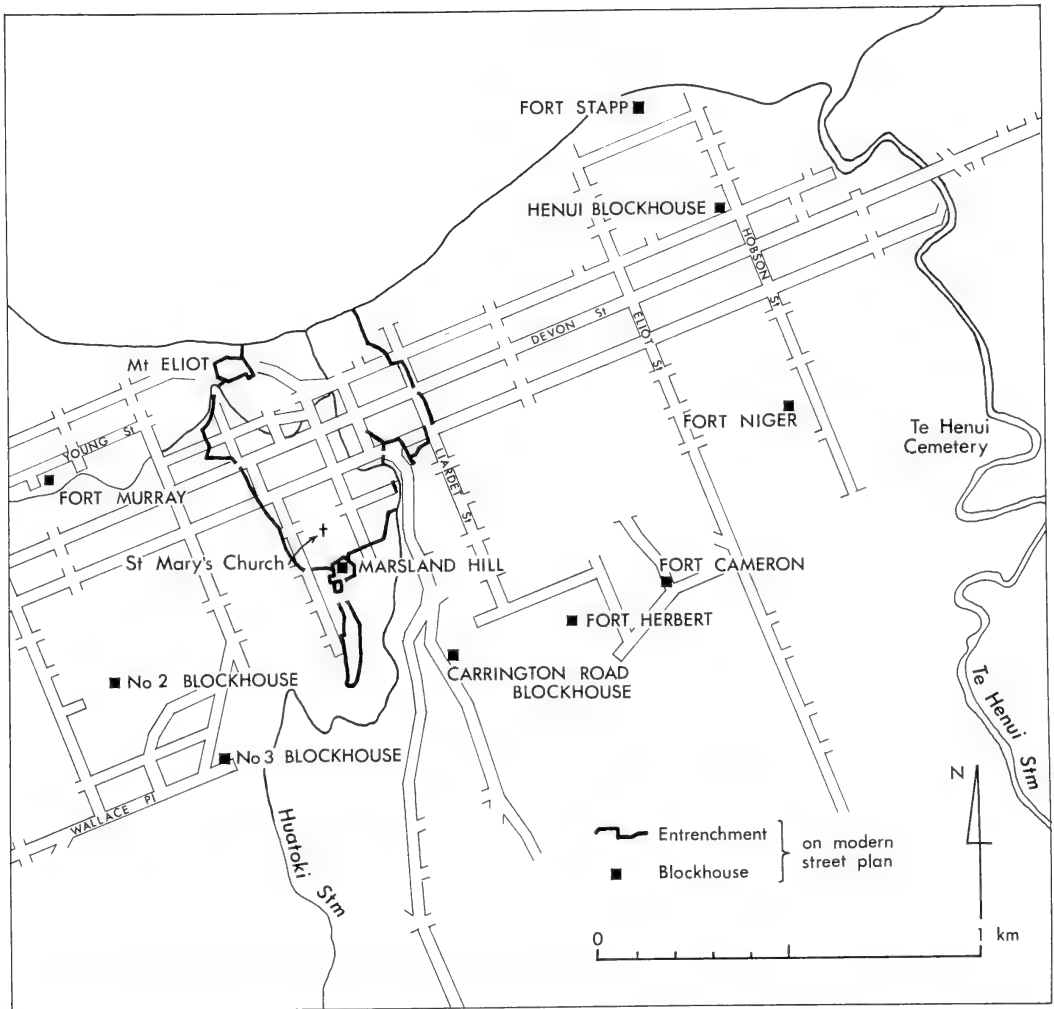 FORT STAPP
HENUI BLOCKHOUSE
HOBSON St
DEVON St
ELIOT St
Mt ELIOT
YOUNG St
FORT NIGER
Te Henui
Cemetery
FORT MURRAY
LIARDET St
St Mary's Church
MARSLAND HILL
FORT CAMERON
FORT HERBERT
CARRINGTON ROAD
BLOCKHOUSE
No 2 BLOCKHOUSE
No 3 BLOCKHOUSE
WALLACE Pl
Huatoki Stm
Te Henui Stm
N
Entrenchment
Blockhouse
on modern
street plan
0
1 km